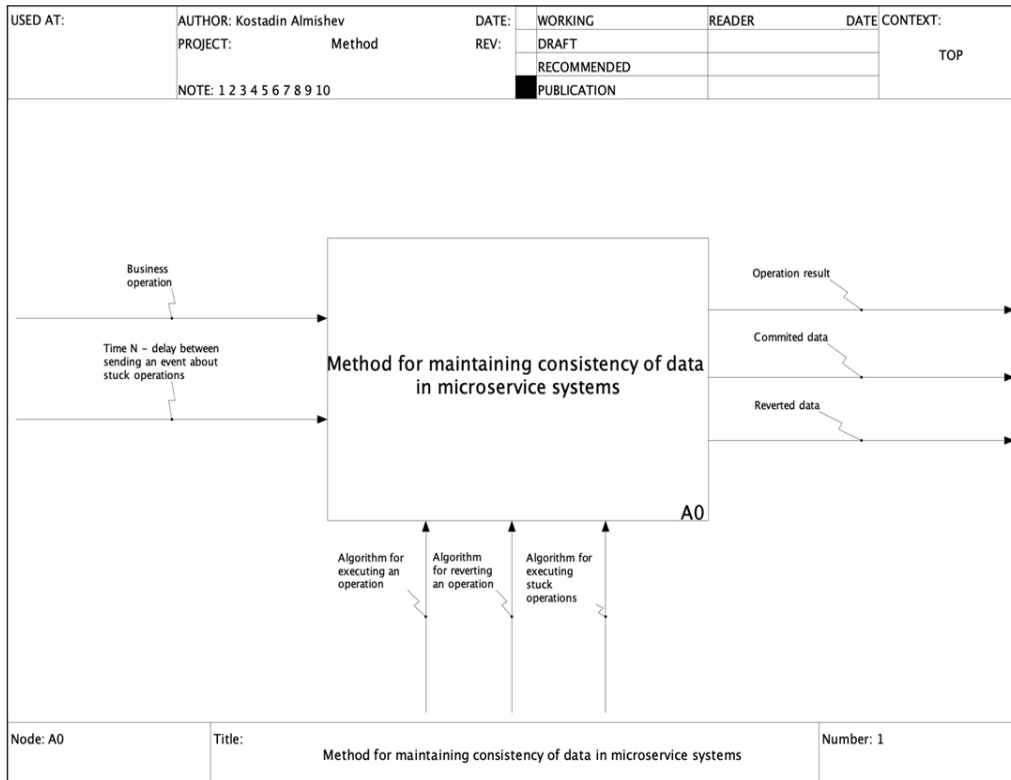 USED AT:
AUTHOR: Kostadin Almishev
DATE:
WORKING
READER
DATE
CONTEXT:
PROJECT:
Method
REV:
DRAFT
TOP
RECOMMENDED
NOTE: 1 2 3 4 5 6 7 8 9 10
PUBLICATION
Business
operation
Time N – delay between
sending an event about
stuck operations
Method for maintaining consistency of data
in microservice systems
A0
Operation result
Commited data
Reverted data
Algorithm for
executing an
operation
Algorithm
for reverting
an operation
Algorithm for
executing
stuck
operations
Node: A0
Title:
Method for maintaining consistency of data in microservice systems
Number: 1